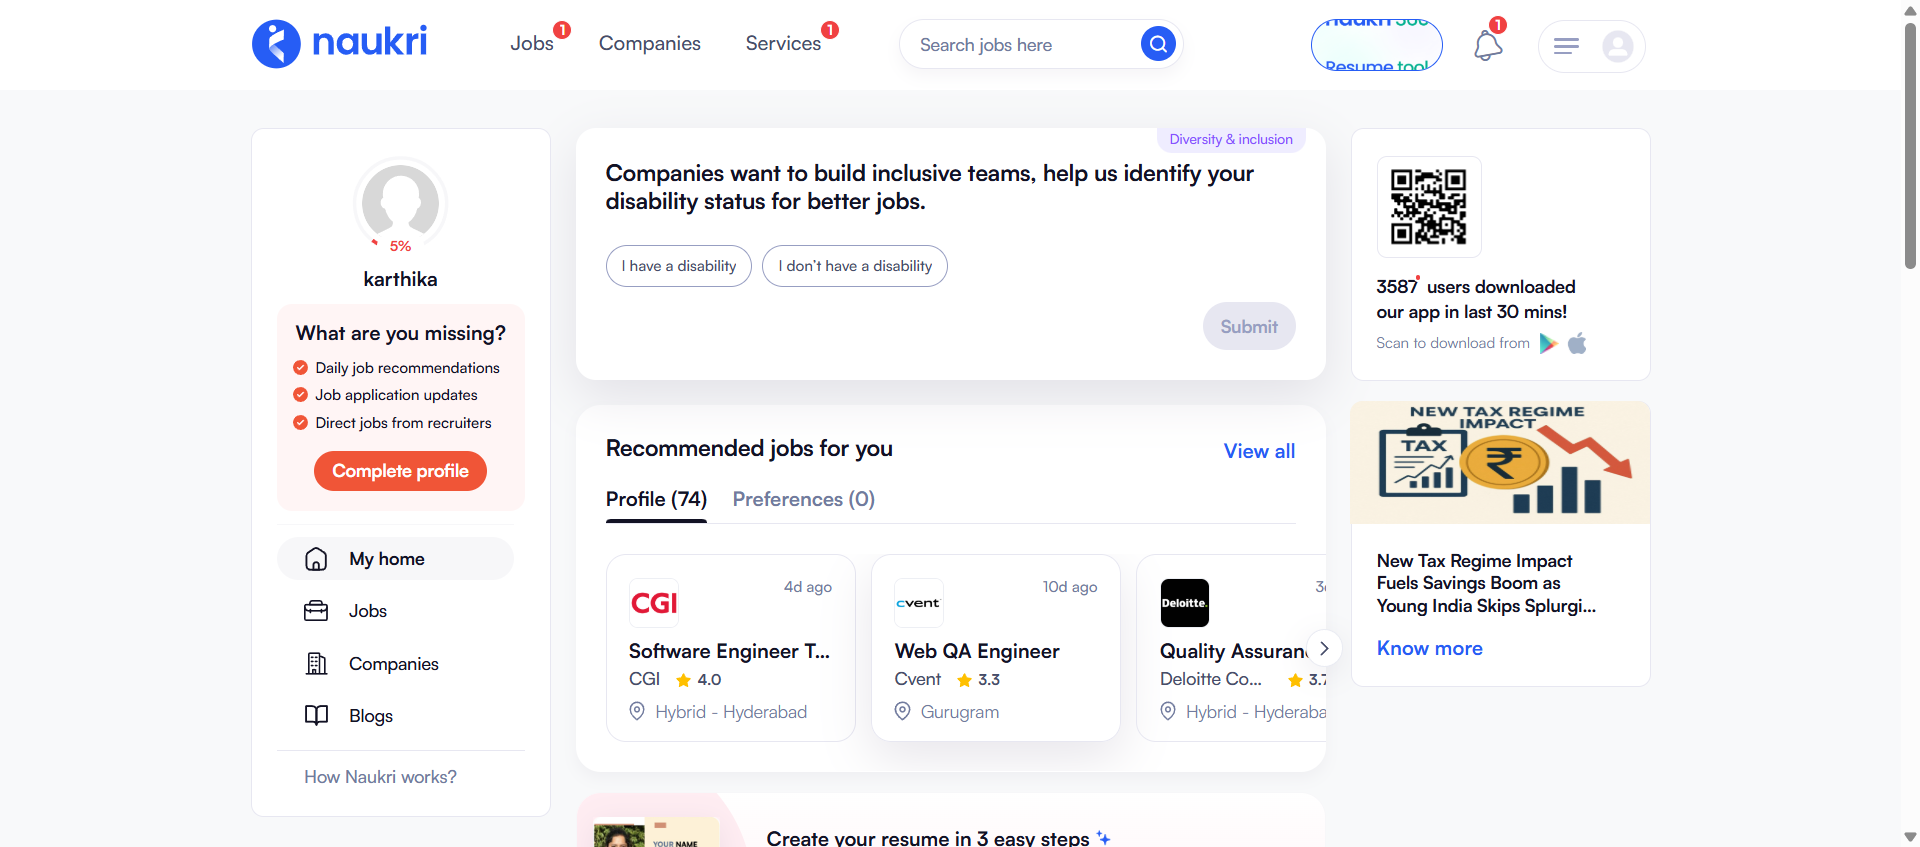 naukri
Jobs
1
Companies
Services
1
Search jobs here
Resume tool
1
5%
karthika
What are you missing?
Daily job recommendations
Job application updates
Direct jobs from recruiters
Complete profile
My home
Jobs
Companies
Blogs
How Naukri works?
Diversity & inclusion
Companies want to build inclusive teams, help us identify your
disability status for better jobs.
I have a disability
I don't have a disability
Submit
Recommended jobs for you
View all
Profile (74)
Preferences (0)
CGI
4d ago
Software Engineer T...
CGI
4.0
Hybrid - Hyderabad
cvent
10d ago
Web QA Engineer
Cvent
3.3
Gurugram
Deloitte.
Quality Assuran
Deloitte Co...
3.7
Hybrid - Hyderaba
YOUR NAME
Create your resume in 3 easy steps
3587 users downloaded
our app in last 30 mins!
Scan to download from
NEW TAX REGIME
IMPACT
TAX
₹
New Tax Regime Impact
Fuels Savings Boom as
Young India Skips Splurgi...
Know more